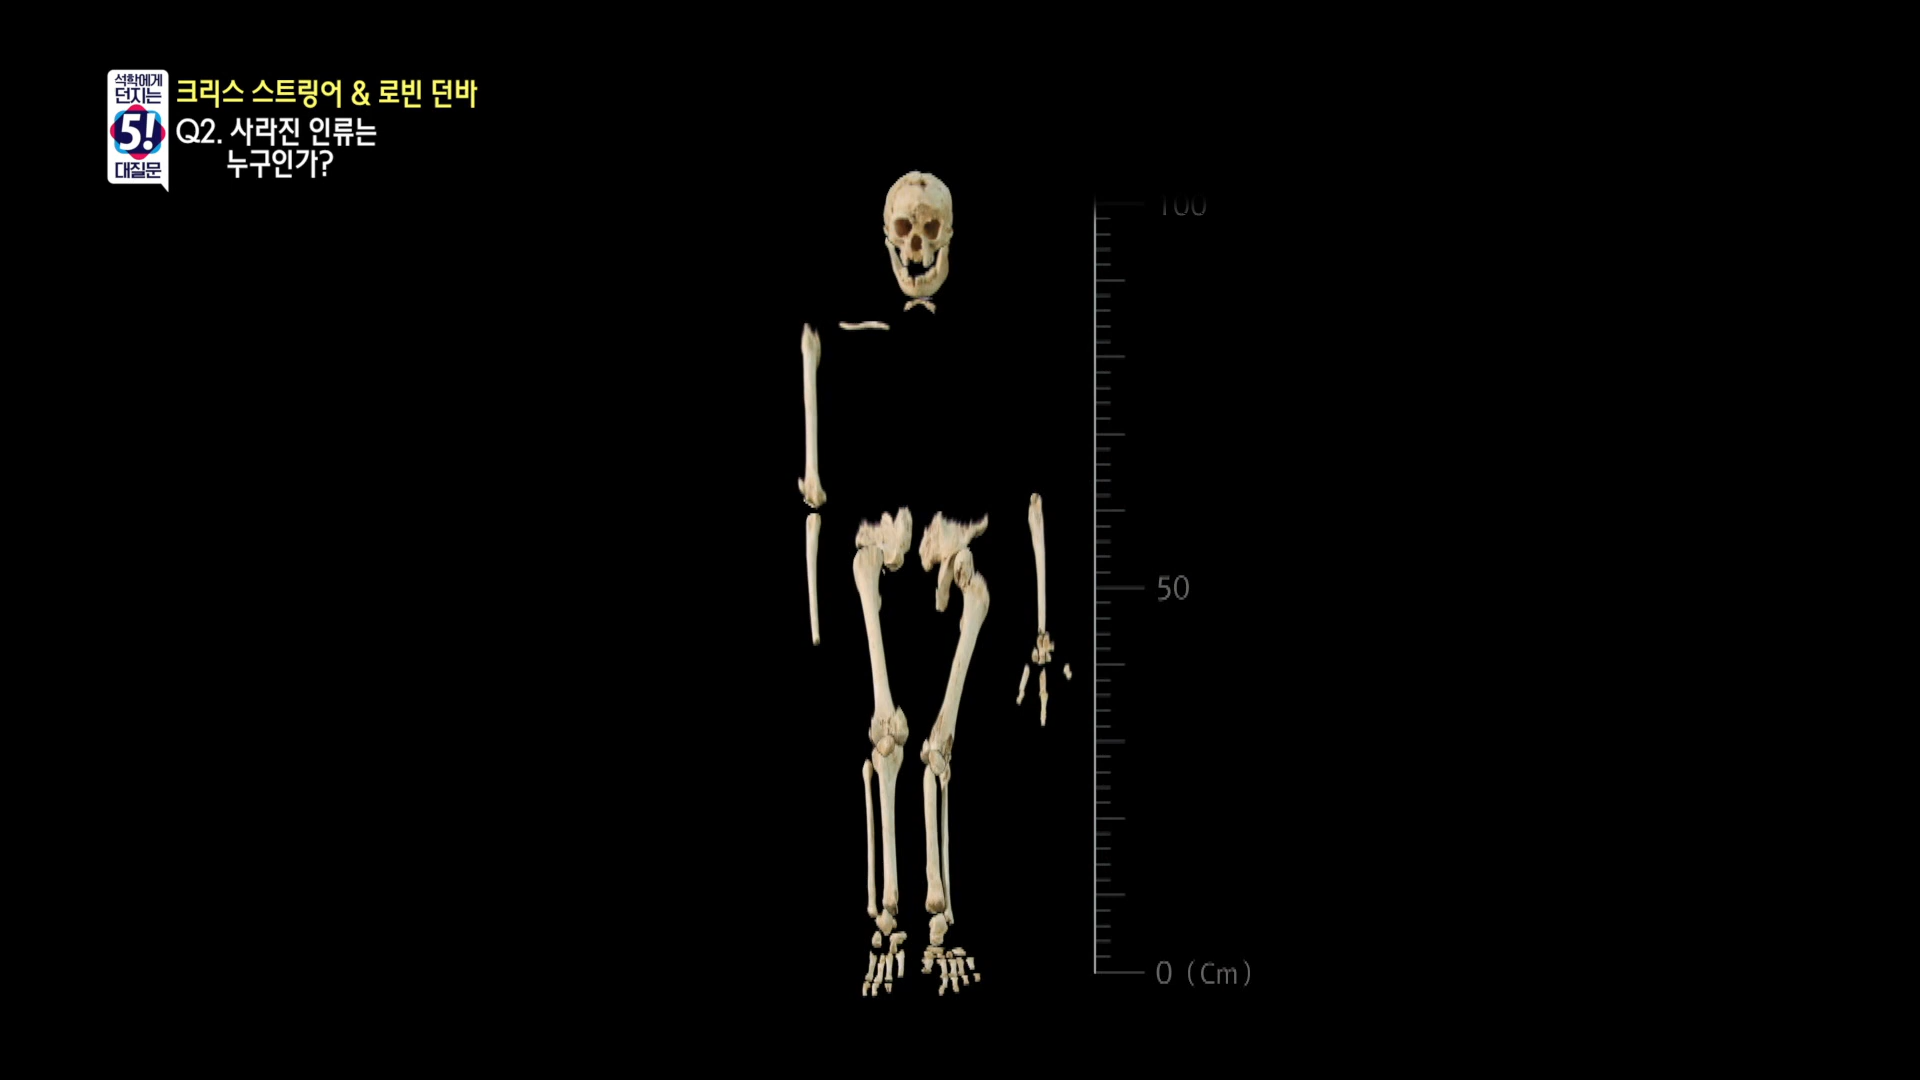 석학에게
던지는
5!
대질문
크리스 스트링어 & 로빈 던바
Q2. 사라진 인류는
누구인가?
100
50
0 (Cm)